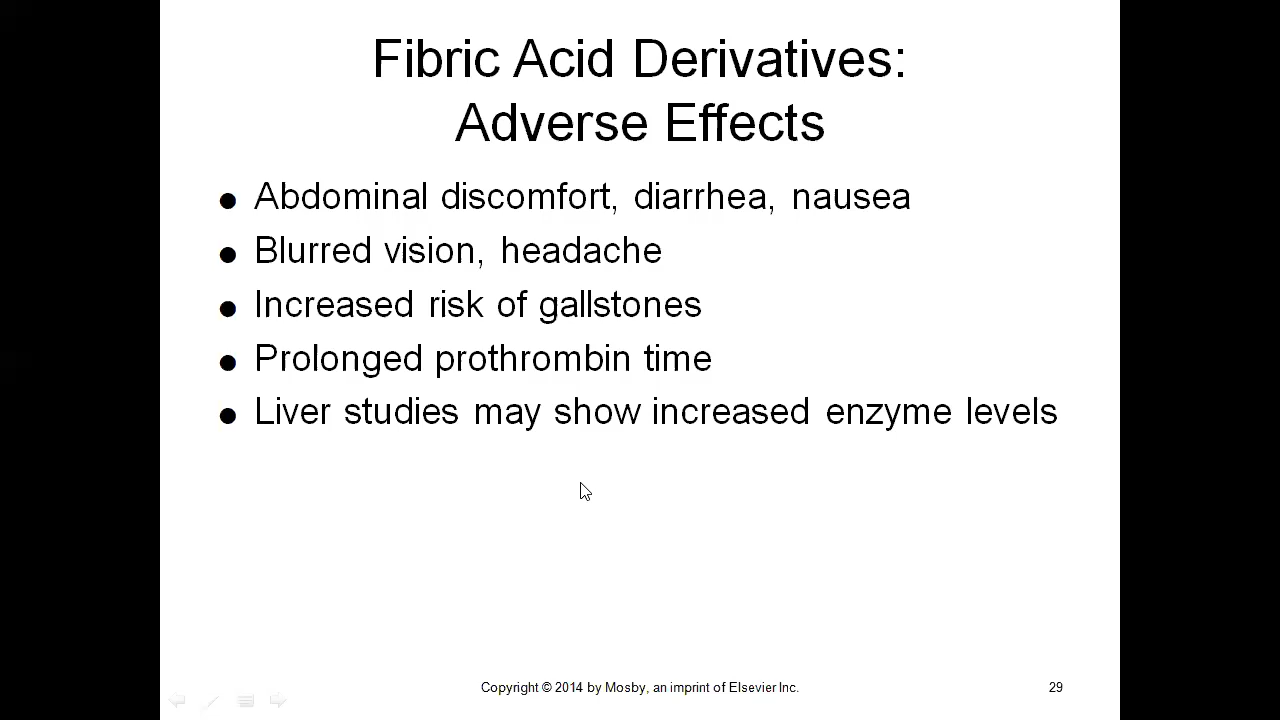 Fibric Acid Derivatives:
Adverse Effects
● Abdominal discomfort, diarrhea, nausea
● Blurred vision, headache
● Increased risk of gallstones
● Prolonged prothrombin time
● Liver studies may show increased enzyme levels
Copyright © 2014 by Mosby, an imprint of Elsevier Inc.
29